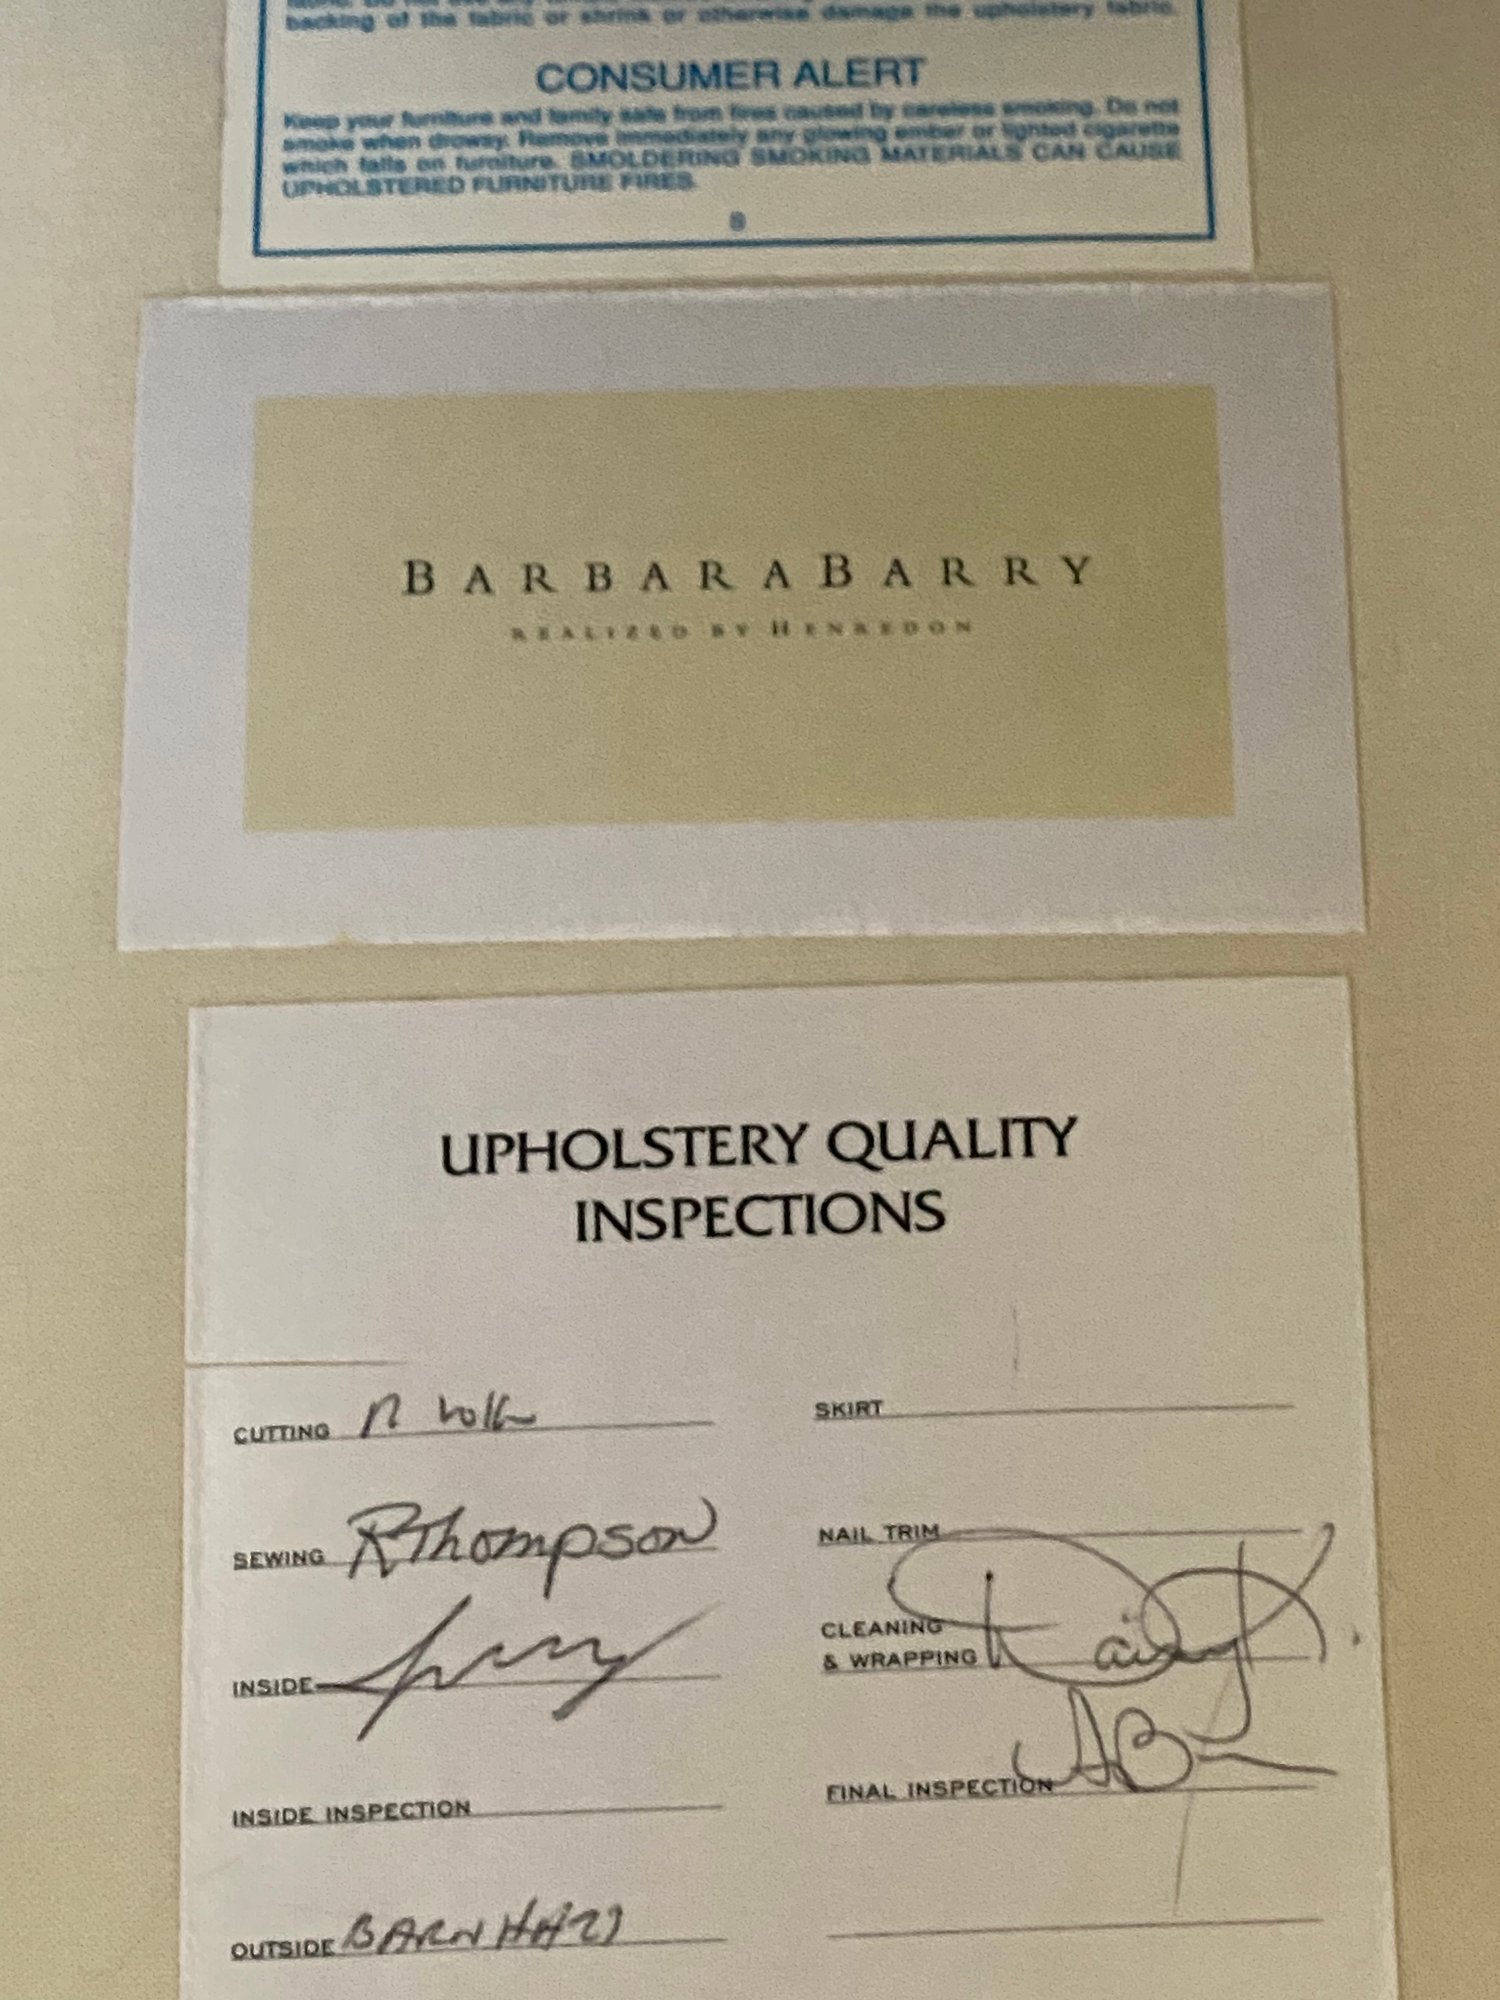 backing of the fabric or shrink or otherwise damage the upholstery fabric.
CONSUMER ALERT
Keep your furniture and family safe from fires caused by careless smoking. Do not
smoke when drowsy. Remove immediately any glowing ember or lighted cigarette
which falls on furniture. SMOLDERING SMOKING MATERIALS CAN CAUSE
UPHOLSTERED FURNITURE FIRES.
BARBARA BARRY
REALIZED BY HENREDON
UPHOLSTERY QUALITY
INSPECTIONS
CUTTING
SEWING RThompson
INSIDE
INSIDE INSPECTION
OUTSIDE
SKIRT
NAIL TRIM
CLEANING
& WRAPPING
FINAL INSPECTION AB